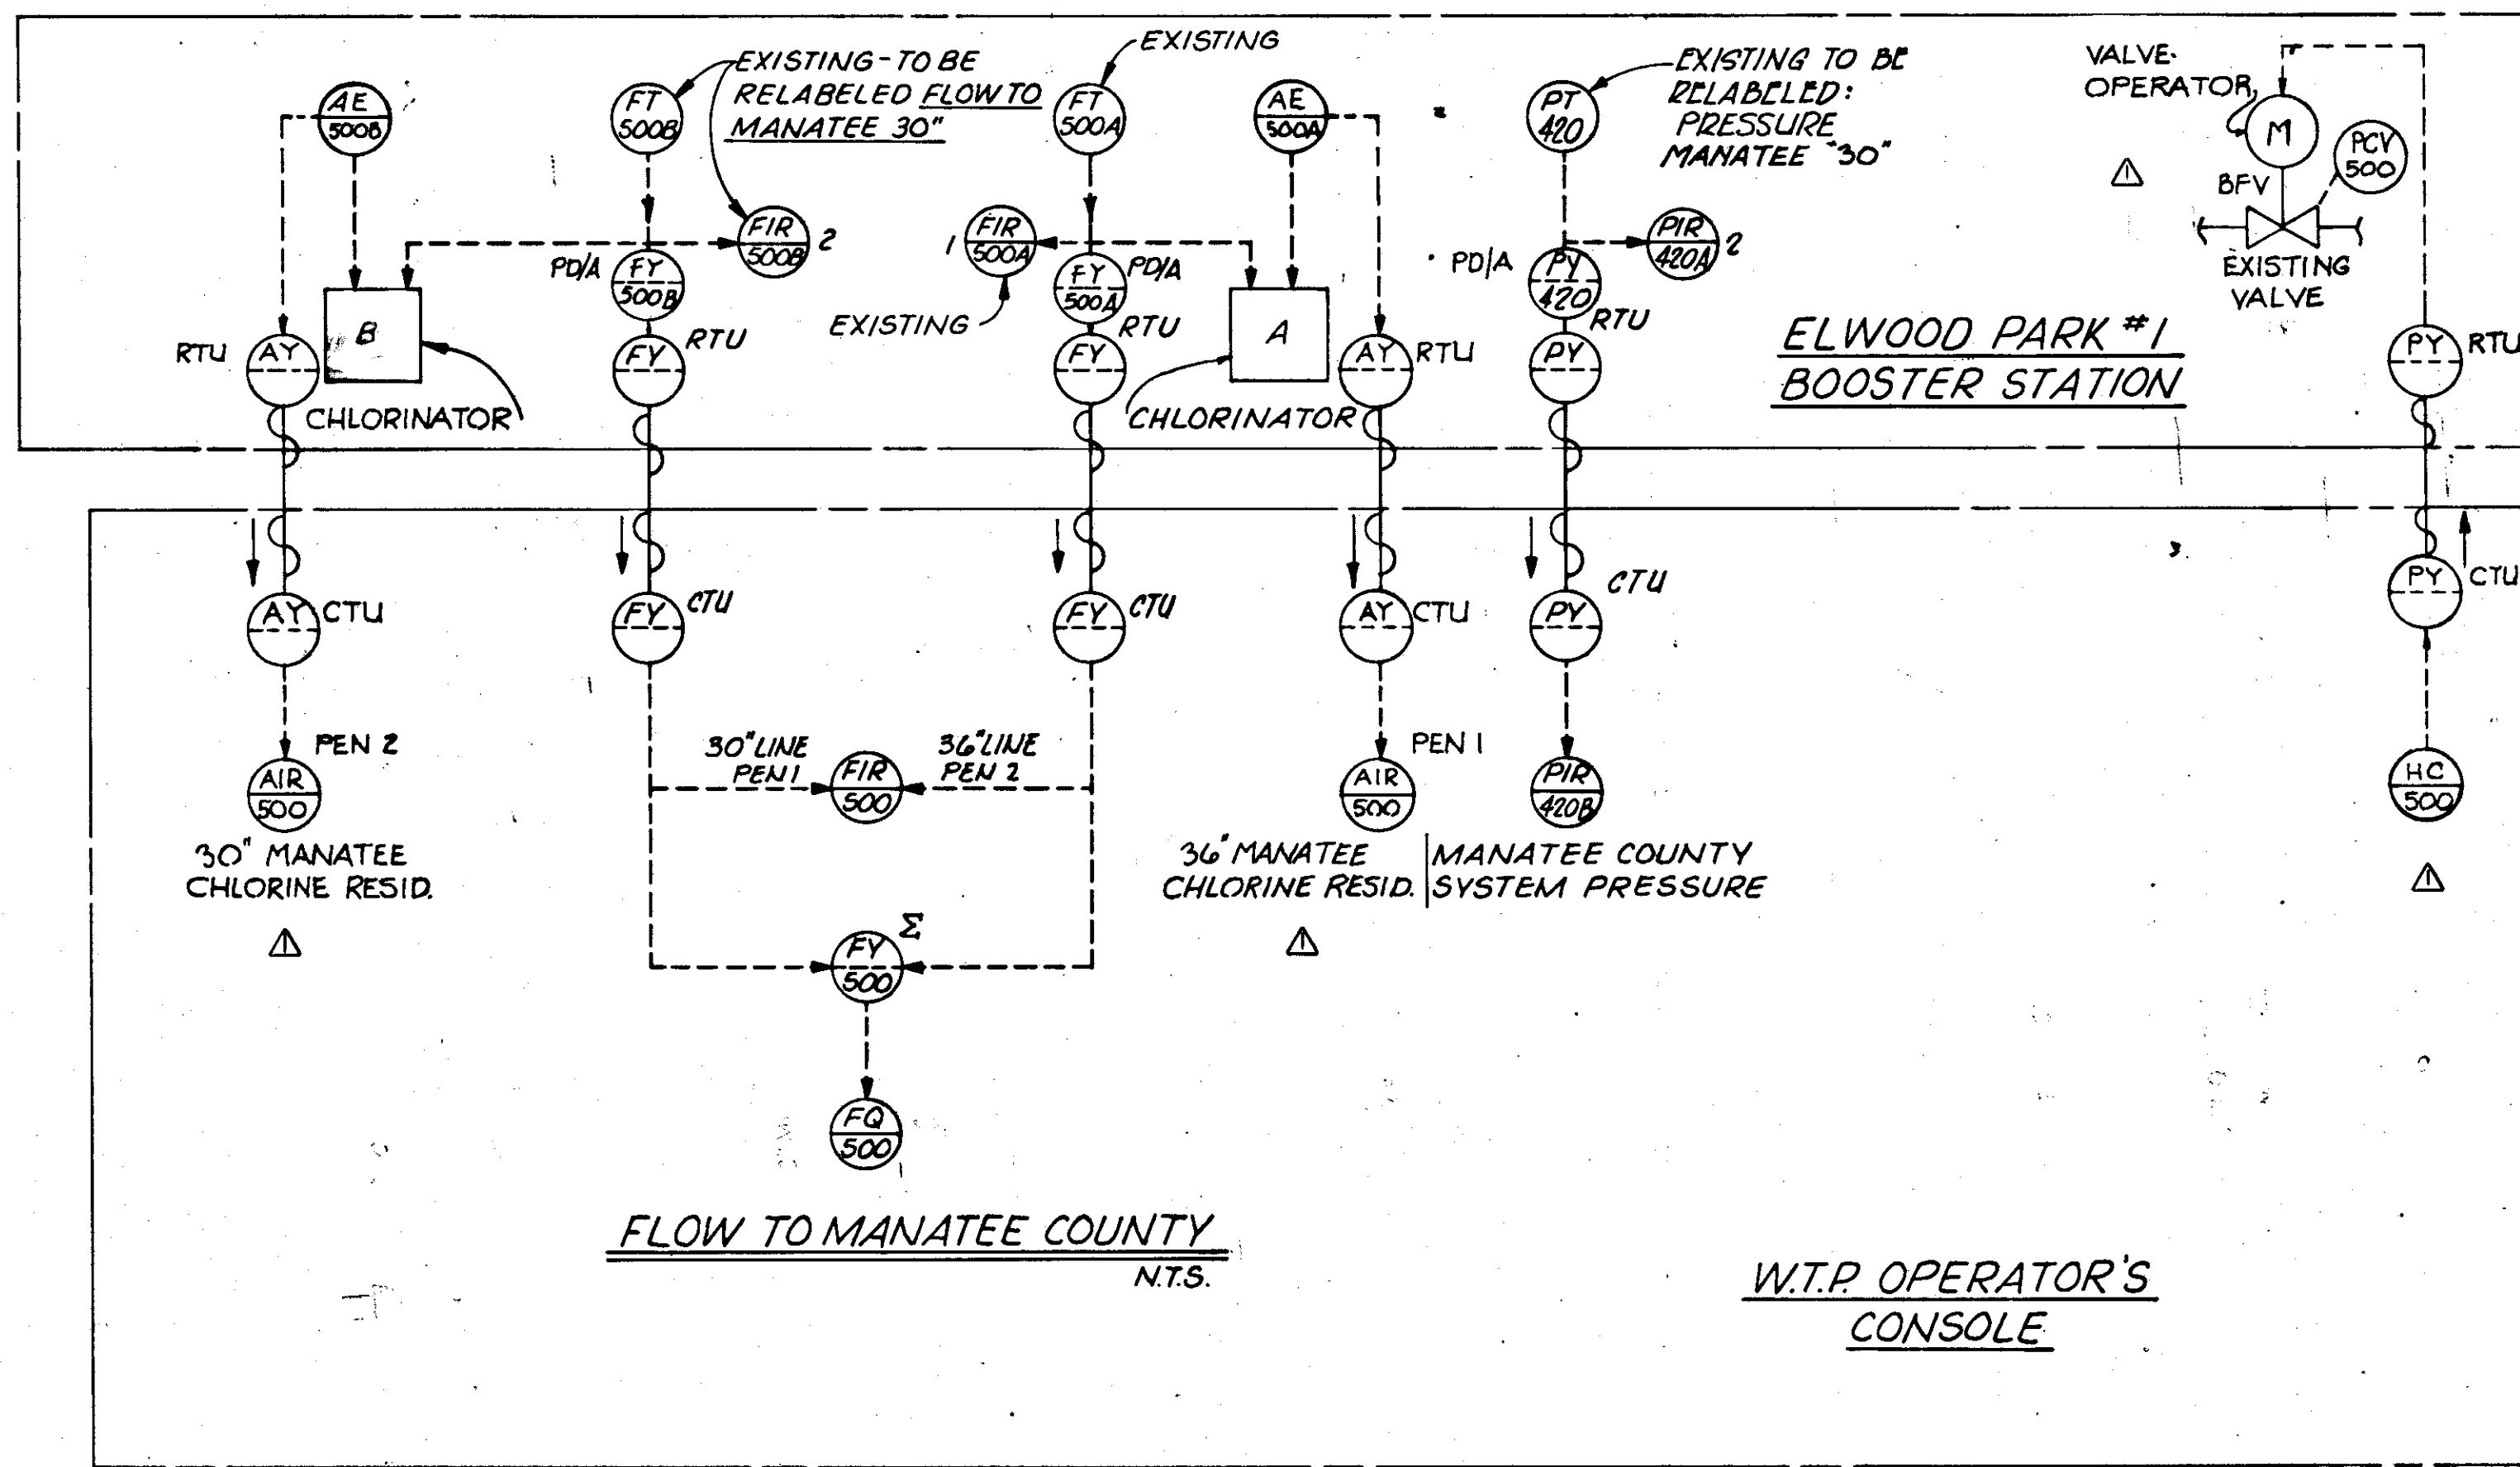 EXISTING
EXISTING-TO BE
RELABELED FLOW TO
MANATEE 30"
EXISTING TO BE
RELABELED:
PRESSURE
MANATEE "30"
VALVE
OPERATOR
AE
500B
FT
500B
FT
500A
AE
500A
PT
420
M
PCV
500
BFV
EXISTING
VALVE
FIR
500B
2
1
FIR
500A
PIR
420A
2
PD/A
FY
500B
FY
500A
PD/A
PD/A
PY
420
EXISTING
B
A
RTU
AY
FY
RTU
FY
RTU
AY
RTU
PY
RTU
PY
RTU
CHLORINATOR
CHLORINATOR
ELWOOD PARK #1
BOOSTER STATION
AY
CTU
FY
CTU
FY
CTU
AY
CTU
PY
CTU
PY
CTU
PEN 2
AIR
500
30" MANATEE
CHLORINE RESID.
1
30" LINE
PEN 1
FIR
500
36" LINE
PEN 2
PEN 1
AIR
500
36" MANATEE
CHLORINE RESID.
1
PIR
420B
MANATEE COUNTY
SYSTEM PRESSURE
HC
500
1
1
FY
500
Σ
FQ
500
FLOW TO MANATEE COUNTY
N.T.S.
W.T.P. OPERATOR'S
CONSOLE